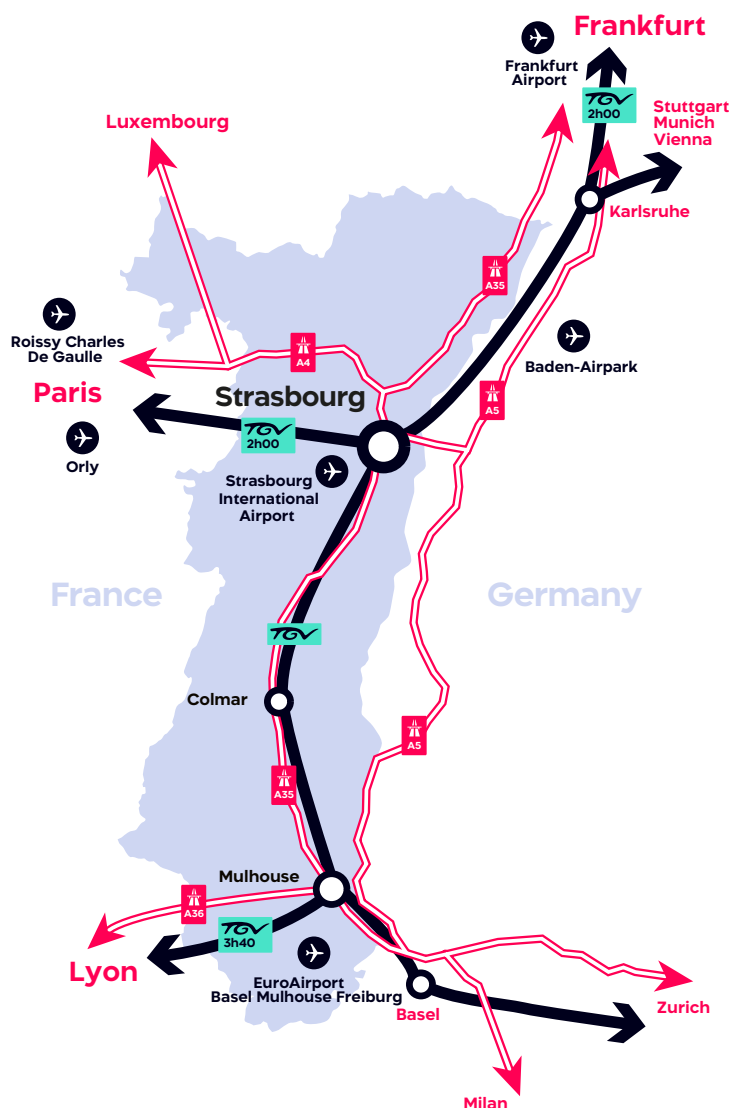 Frankfurt
Frankfurt
Airport
TGV
2h00
Stuttgart
Munich
Vienna
Luxembourg
Karlsruhe
A35
Roissy Charles
De Gaulle
A4
Baden-Airpark
Paris
Strasbourg
A5
TGV
2h00
Orly
Strasbourg
International
Airport
France
Germany
TGV
Colmar
A5
A35
Mulhouse
A36
TGV
3h40
Lyon
EuroAirport
Basel Mulhouse Freiburg
Basel
Zurich
Milan